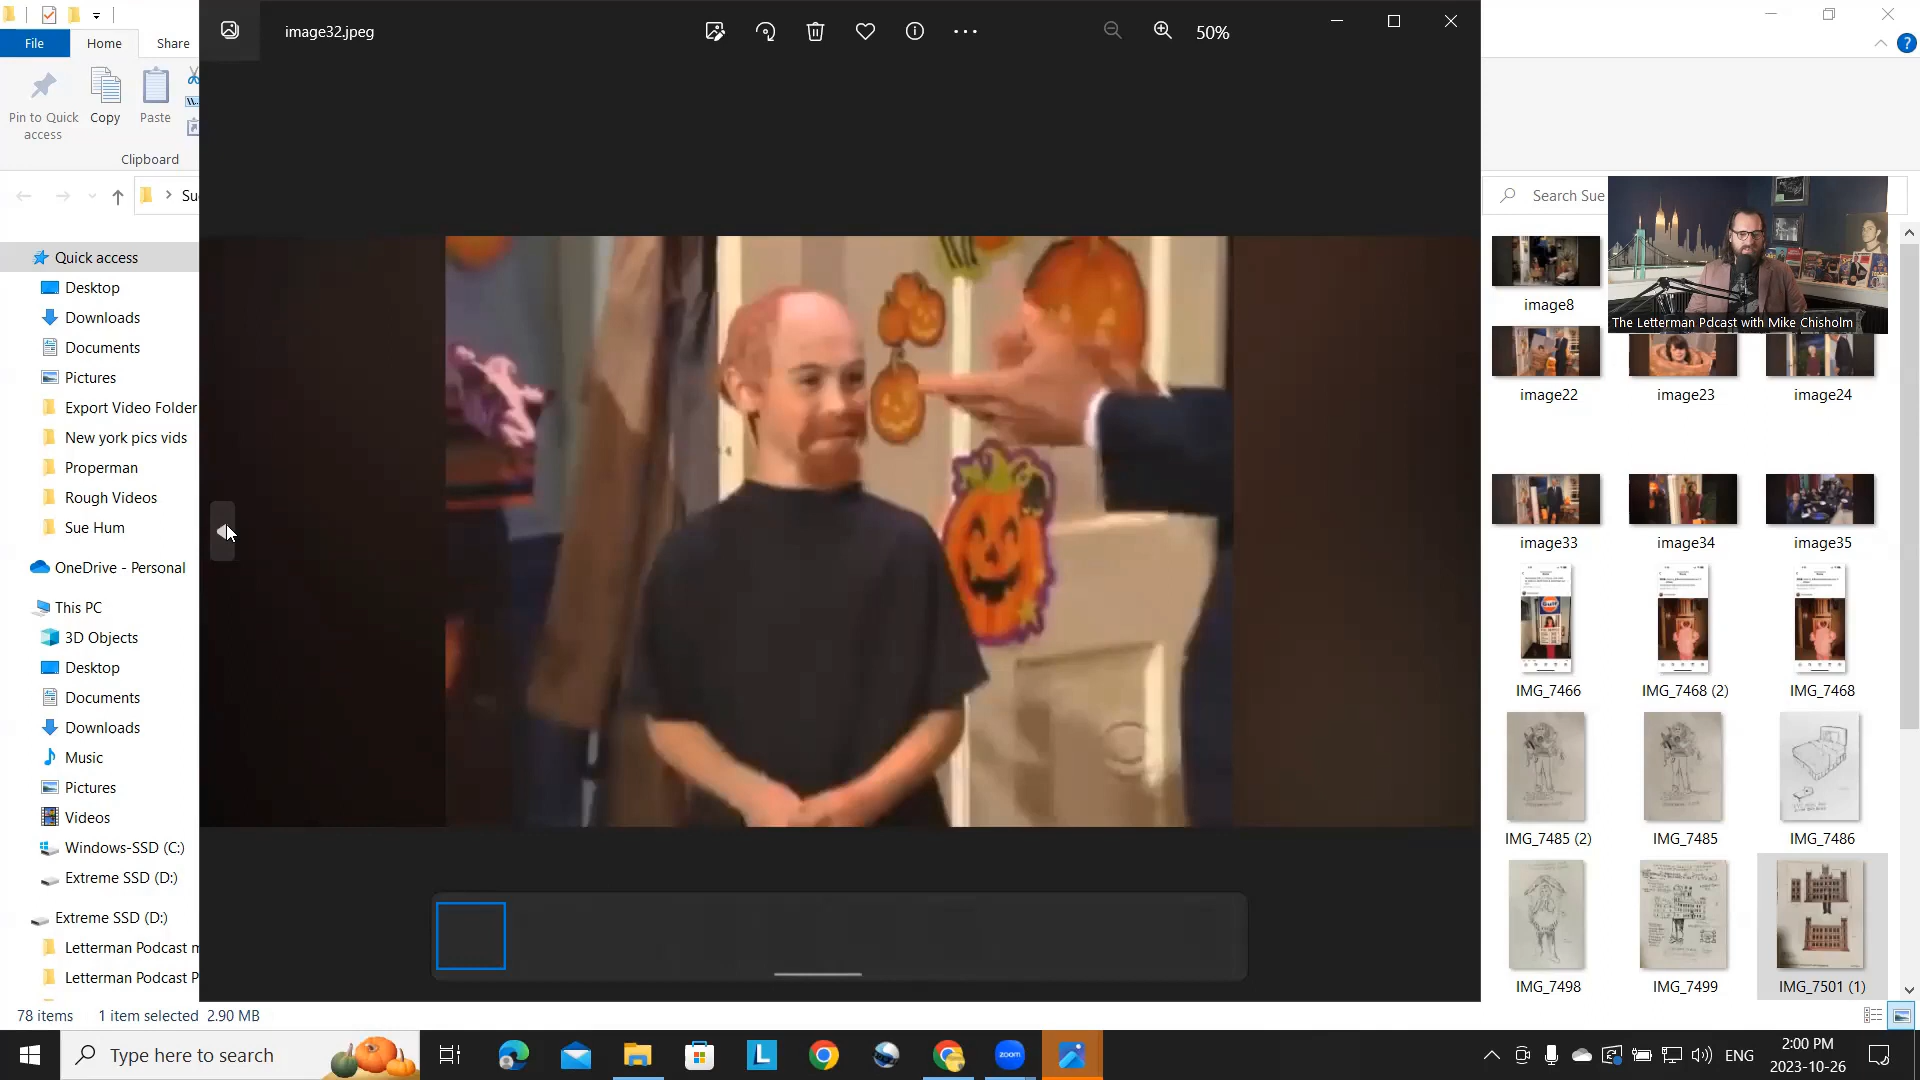 File
Home
Share
image32.jpeg
50%
Pin to Quick
access
Copy
Paste
Clipboard
Su
Search Sue
Quick access
Desktop
Downloads
Documents
Pictures
Export Video Folder
New york pics vids
Properman
Rough Videos
Sue Hum
OneDrive - Personal
This PC
3D Objects
Desktop
Documents
Downloads
Music
Pictures
Videos
Windows-SSD (C:)
Extreme SSD (D:)
Extreme SSD (D:)
Letterman Podcast m
Letterman Podcast P
The Letterman Pdcast with Mike Chisholm
image8
image22
image23
image24
image33
image34
image35
Gulf
IMG_7466
IMG_7468 (2)
IMG_7468
IMG_7485 (2)
IMG_7485
IMG_7486
IMG_7498
IMG_7499
IMG_7501 (1)
78 items
1 item selected
2.90 MB
Type here to search
L
zoom
ENG
2:00 PM
2023-10-26